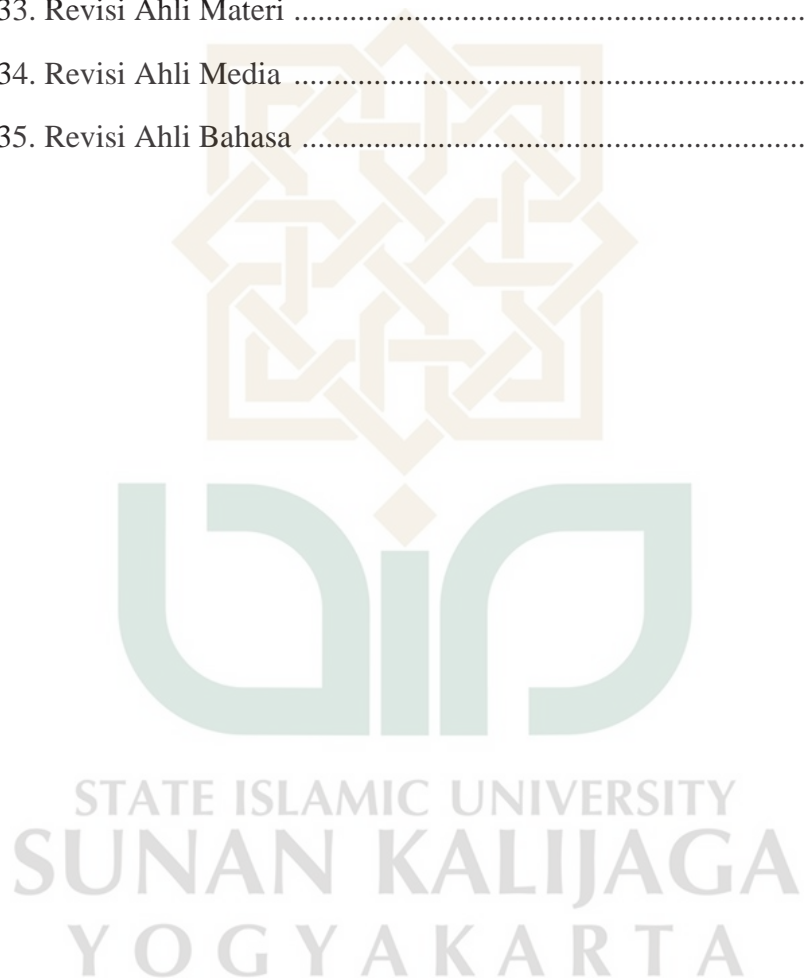 33. Revisi Ahli Materi ..................................................................
34. Revisi Ahli Media ..................................................................
35. Revisi Ahli Bahasa .................................................................
STATE ISLAMIC UNIVERSITY
SUNAN KALIJAGA
YOGYAKARTA